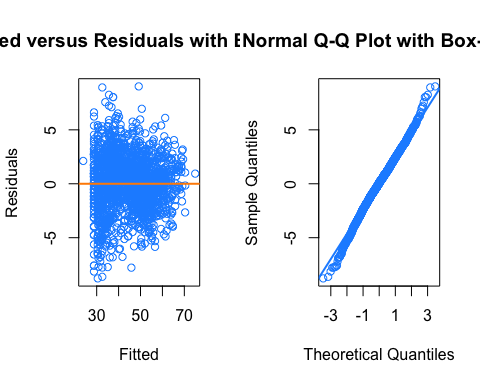 ed versus Residuals with B
Normal Q-Q Plot with Box-
Residuals
5
0
-5
30 50 70
Fitted
Sample Quantiles
5
0
-5
-3 -1 1 3
Theoretical Quantiles